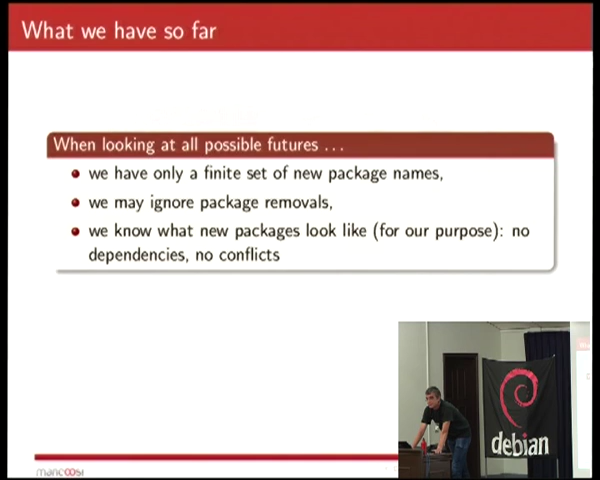 What we have so far
When looking at all possible futures ...
we have only a finite set of new package names,
we may ignore package removals,
we know what new packages look like (for our purpose): no
dependencies, no conflicts
debian
mancoosi